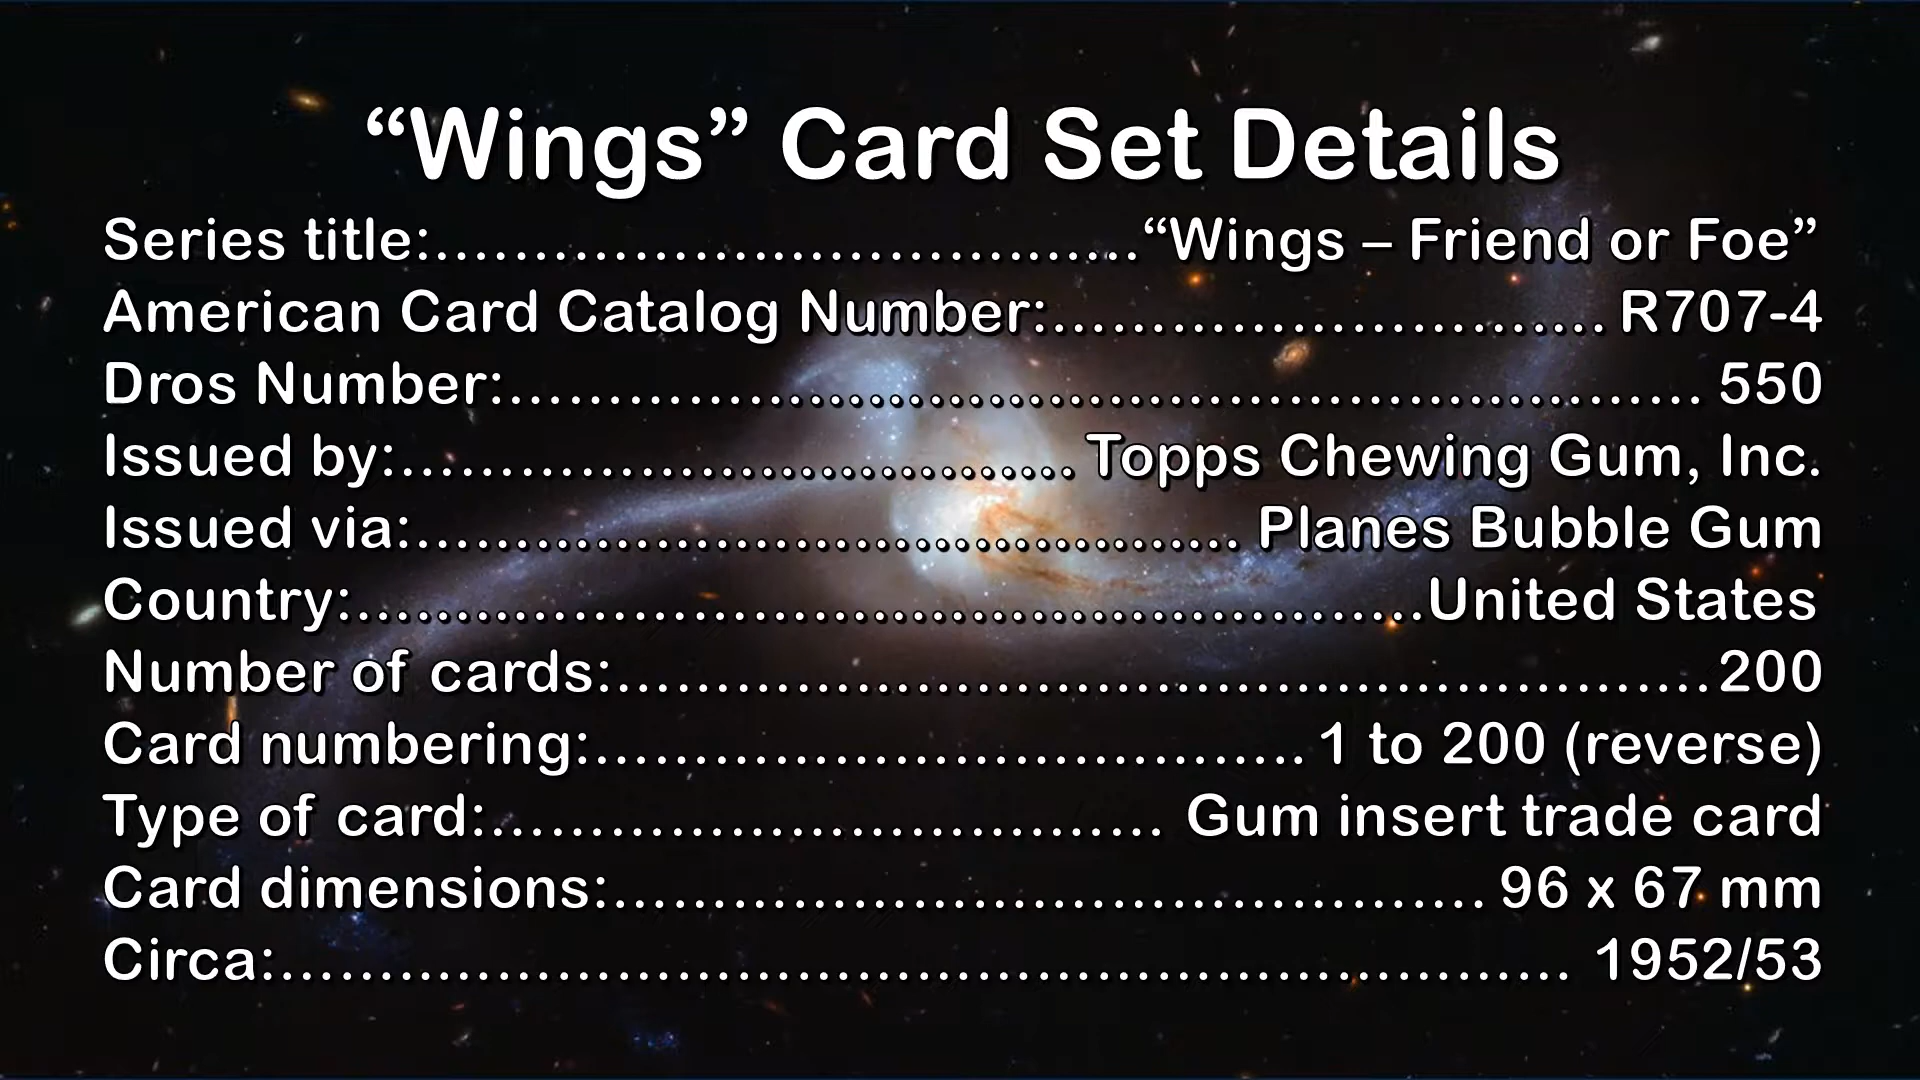 “Wings” Card Set Details
Series title:...................................“Wings – Friend or Foe”
American Card Catalog Number:............................ R707-4
Dros Number:............................................................ 550
Issued by:.................................. Topps Chewing Gum, Inc.
Issued via:.......................................... Planes Bubble Gum
Country:......................................................United States
Number of cards:.......................................................200
Card numbering:.................................... 1 to 200 (reverse)
Type of card:.................................. Gum insert trade card
Card dimensions:............................................ 96 x 67 mm
Circa:................................................................. 1952/53